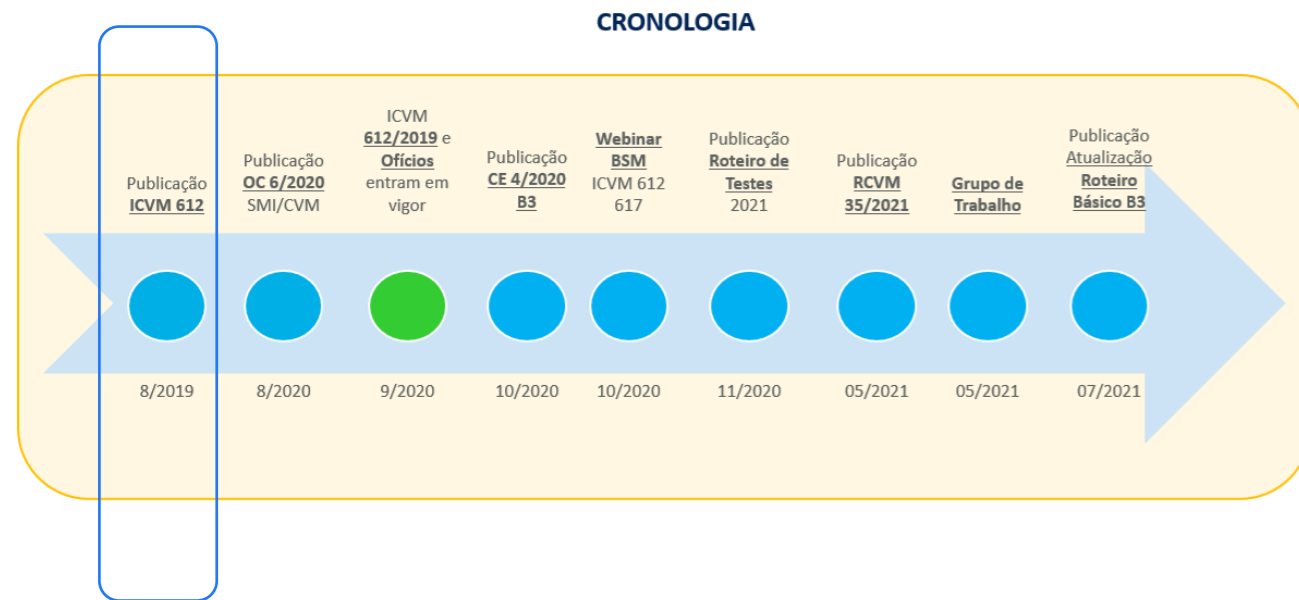 CRONOLOGIA
Publicação
ICVM 612
8/2019
Publicação
OC 6/2020
SMI/CVM
8/2020
ICVM
612/2019 e
Ofícios
entram em
vigor
9/2020
Publicação
CE 4/2020
B3
10/2020
Webinar
BSM
ICVM 612
617
10/2020
Publicação
Roteiro de
Testes
2021
11/2020
Publicação
RCVM
35/2021
05/2021
Grupo de
Trabalho
05/2021
Publicação
Atualização
Roteiro
Básico B3
07/2021